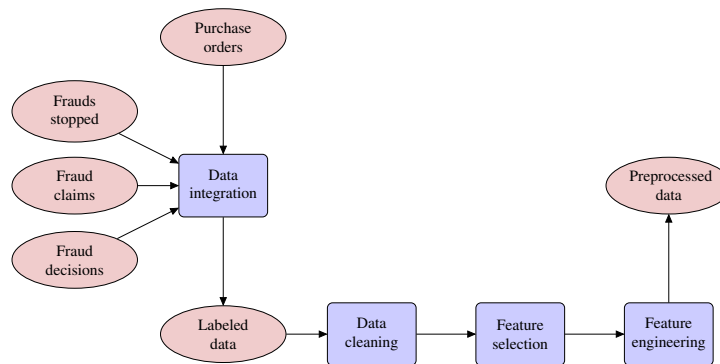 Purchase
orders
Frauds
stopped
Fraud
claims
Data
integration
Preprocessed
data
Fraud
decisions
Labeled
data
Data
cleaning
Feature
selection
Feature
engineering